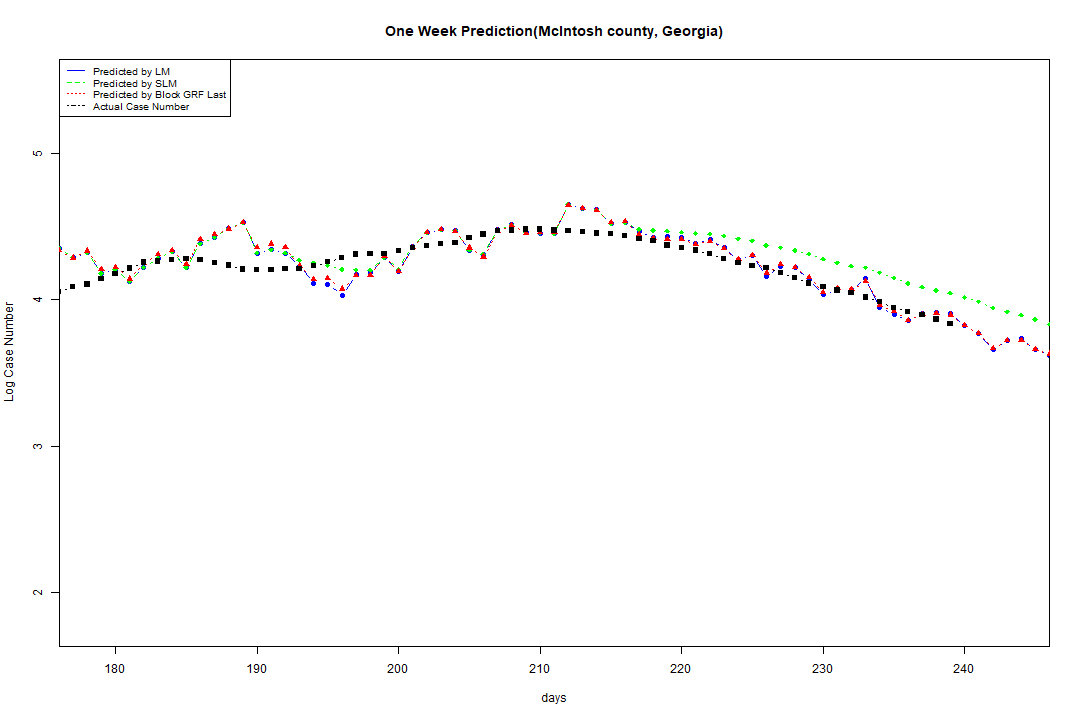 One Week Prediction(McIntosh county, Georgia)
Predicted by LM
Predicted by SLM
Predicted by Block GRF Last
Actual Case Number
5
4
3
2
Log Case Number
180 190 200 210 220 230 240
days